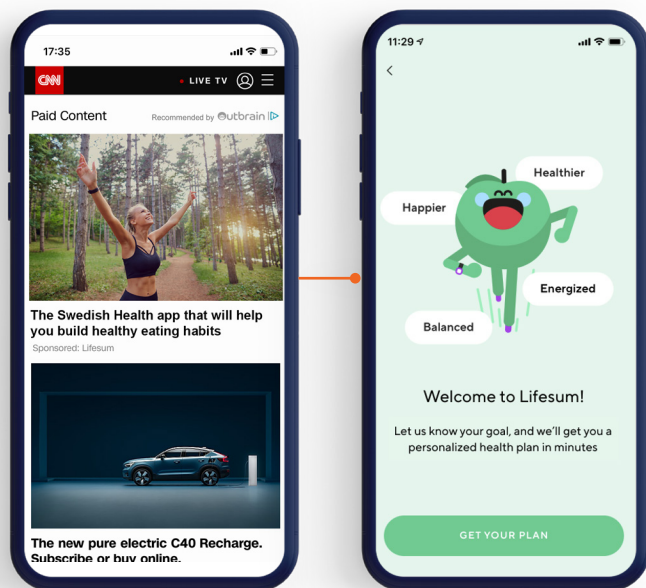 17:35
CNN
LIVE TV
Paid Content
Recommended by Outbrain
The Swedish Health app that will help
you build healthy eating habits
Sponsored: Lifesum
The new pure electric C40 Recharge.
Subscribe or buy online.
11:29
Healthier
Happier
Energized
Balanced
Welcome to Lifesum!
Let us know your goal, and we'll get you a
personalized health plan in minutes
GET YOUR PLAN